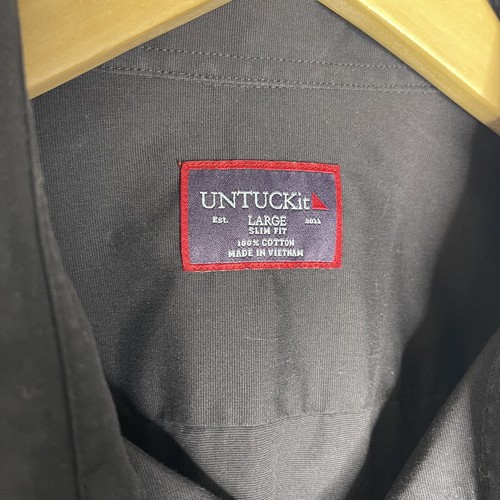 UNTUCKit
Est. LARGE 2011
SLIM FIT
100% COTTON
MADE IN VIETNAM